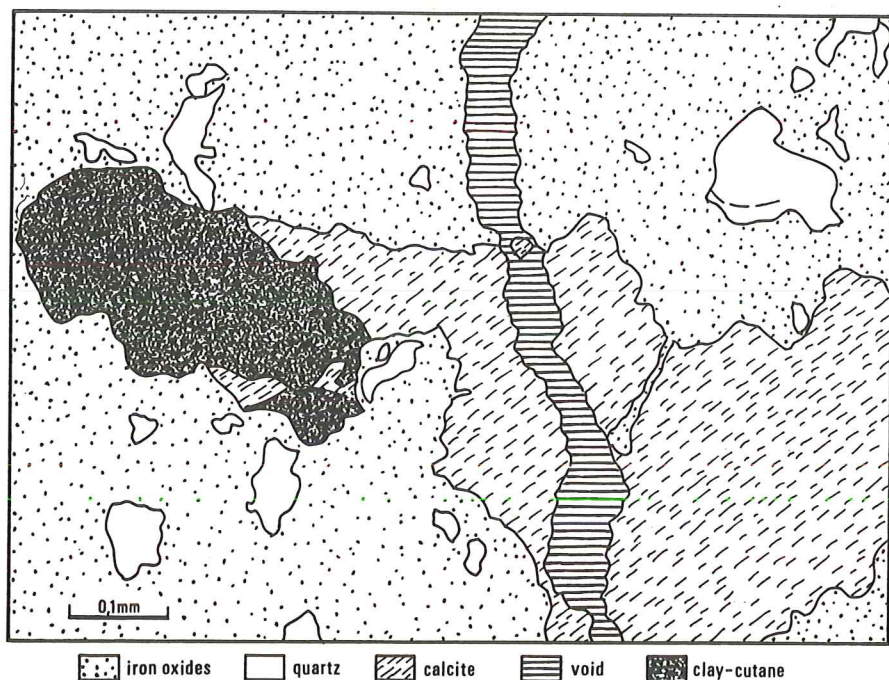 0,1mm
iron oxides quartz calcite void clay-cutane